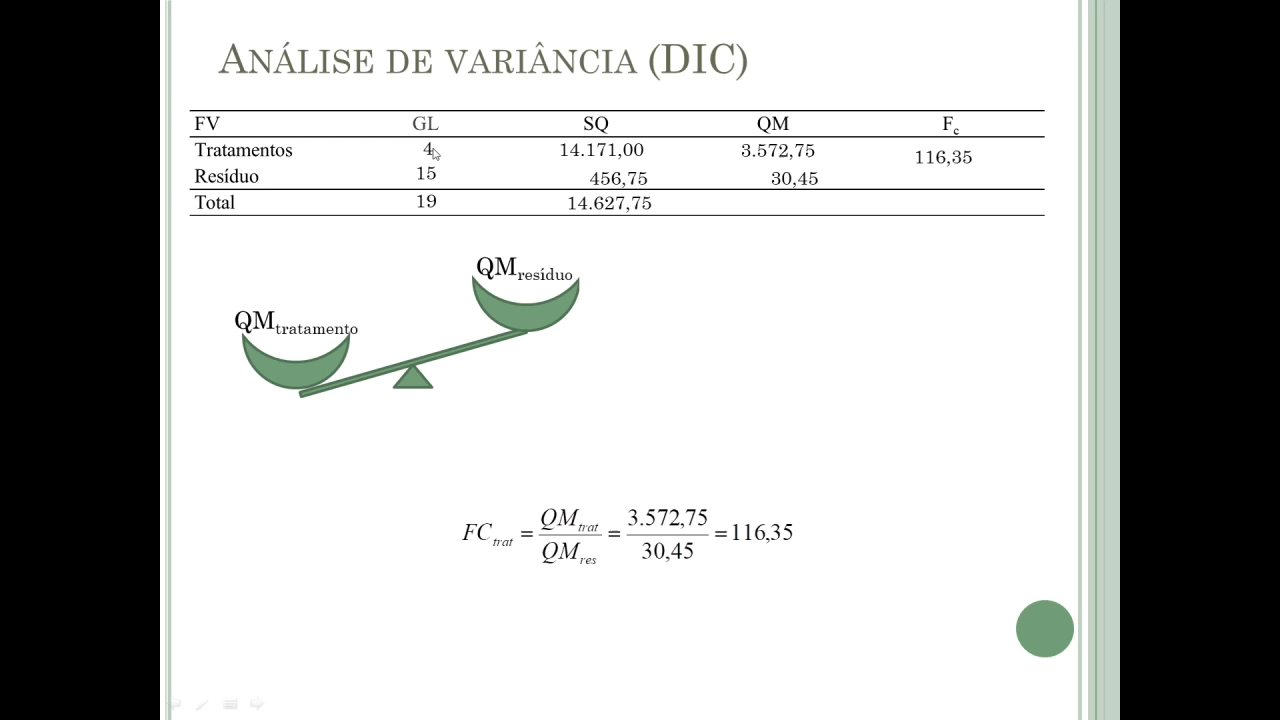 ANÁLISE DE VARIÂNCIA (DIC)
FV GL SQ QM Fc
Tratamentos 4 14.171,00 3.572,75 116,35
Resíduo 15 456,75 30,45
Total 19 14.627,75
QMresíduo
QMtratamento
FCtrat = QMtrat / QMres = 3.572,75 / 30,45 = 116,35